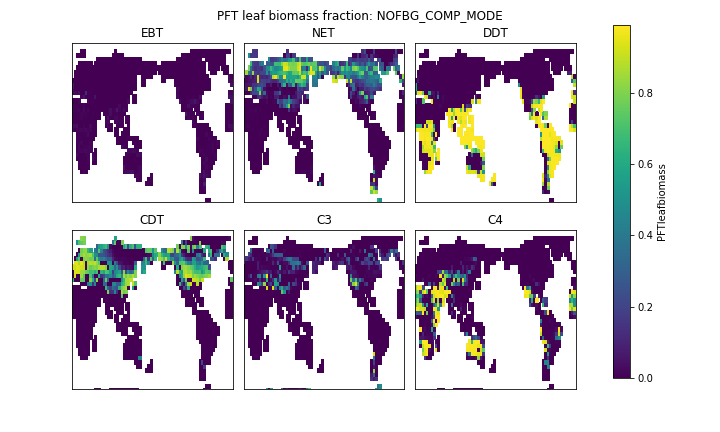 PFT leaf biomass fraction: NOFBG_COMP_MODE
EBT
NET
DDT
CDT
C3
C4
0.8
0.6
0.4
0.2
0.0
PFTleafbiomass